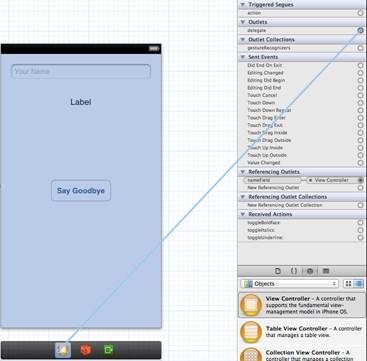 Triggered Segues
action
Outlets
delegate
Outlet Collections
gestureRecognizers
Sent Events
Did End On Exit
Editing Changed
Editing Did Begin
Editing Did End
Touch Cancel
Touch Down
Touch Down Repeat
Touch Drag Enter
Touch Drag Exit
Touch Drag Inside
Touch Drag Outside
Touch Up Inside
Touch Up Outside
Value Changed
Referencing Outlets
nameField View Controller
New Referencing Outlet
Referencing Outlet Collections
New Referencing Outlet Collection
Received Actions
toggleBoldface:
toggleItalics:
toggleUnderline:
Your Name
Label
Say Goodbye
Objects
View Controller - A controller that
supports the fundamental view-
management model in iPhone OS.
Table View Controller - A
controller that manages a table view.
Collection View Controller - A
controller that manages a collection